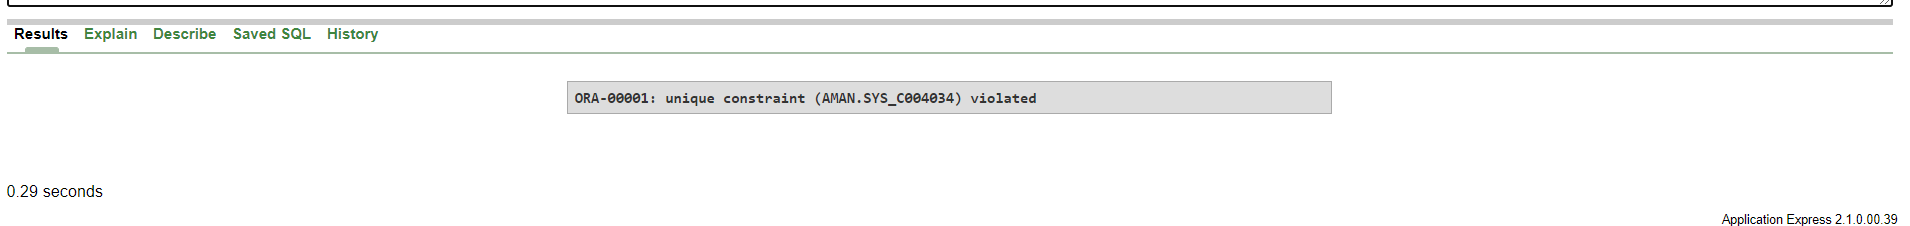 Results Explain Describe Saved SQL History
ORA-00001: unique constraint (AMAN.SYS_C004034) violated
0.29 seconds
Application Express 2.1.0.00.39